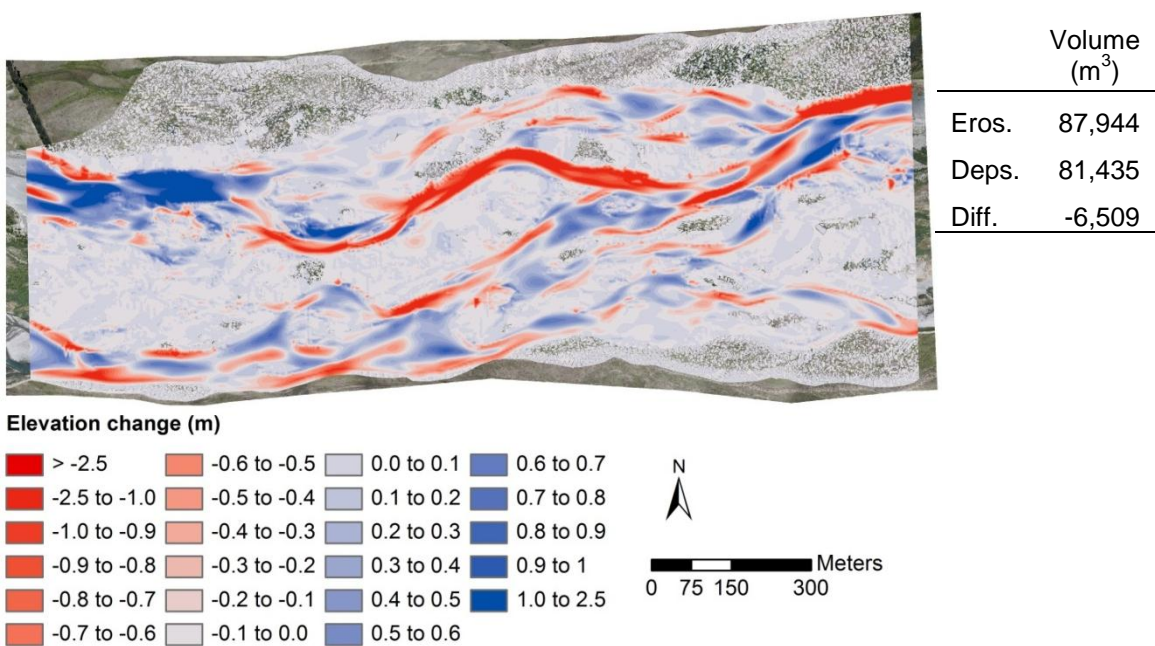 Volume
(m³)
Eros. 87,944
Deps. 81,435
Diff. -6,509
Elevation change (m)
> -2.5
-2.5 to -1.0
-1.0 to -0.9
-0.9 to -0.8
-0.8 to -0.7
-0.7 to -0.6
-0.6 to -0.5
-0.5 to -0.4
-0.4 to -0.3
-0.3 to -0.2
-0.2 to -0.1
-0.1 to 0.0
0.0 to 0.1
0.1 to 0.2
0.2 to 0.3
0.3 to 0.4
0.4 to 0.5
0.5 to 0.6
0.6 to 0.7
0.7 to 0.8
0.8 to 0.9
0.9 to 1
1.0 to 2.5
N
Meters
0 75 150 300